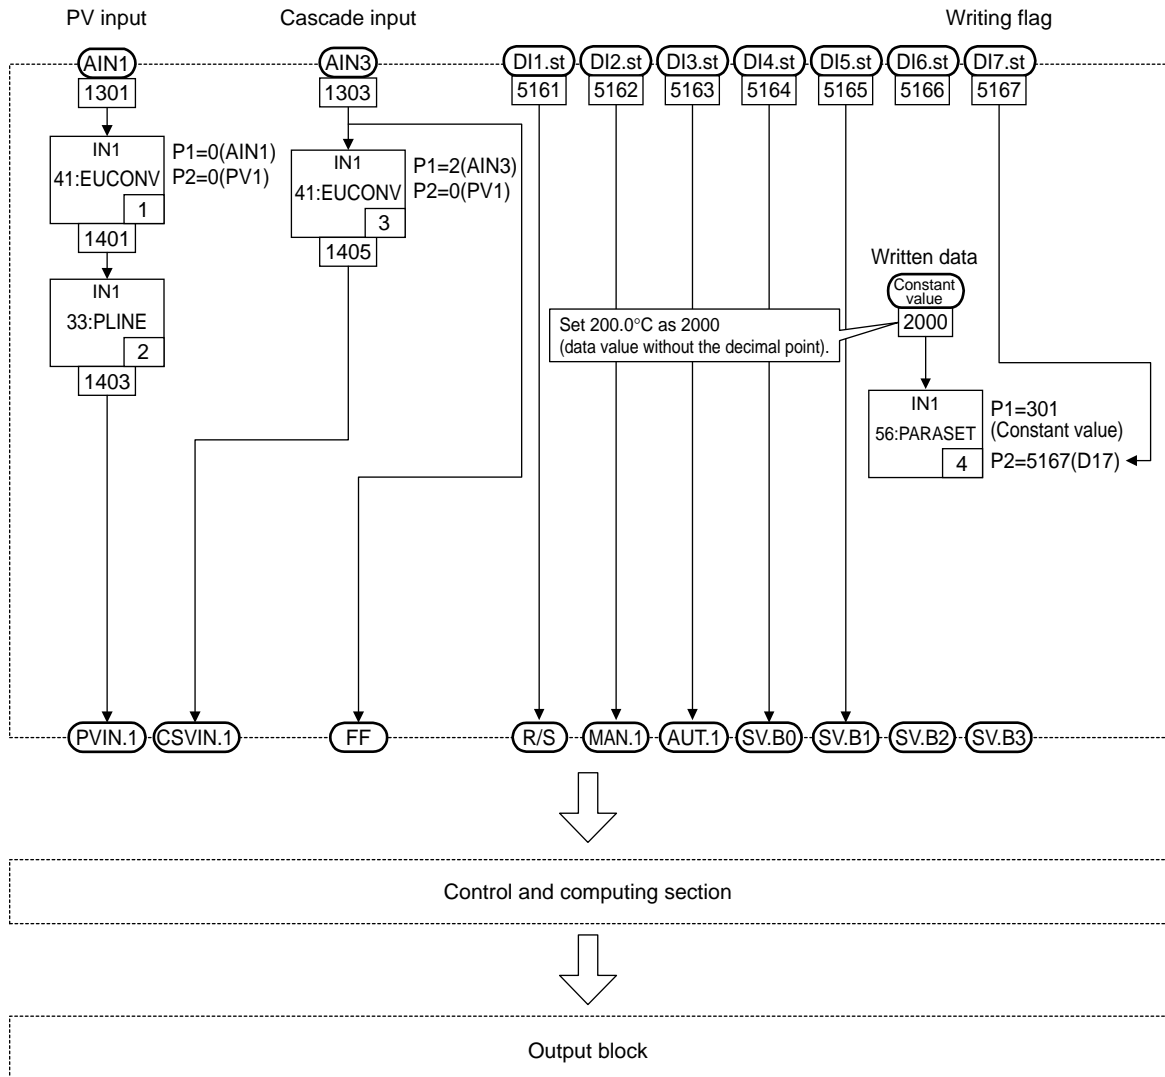 PV input
Cascade input
Writing flag
AIN1
AIN3
DI1.st
DI2.st
DI3.st
DI4.st
DI5.st
DI6.st
DI7.st
1301
1303
5161
5162
5163
5164
5165
5166
5167
IN1
41:EUCONV
1
P1=0(AIN1)
P2=0(PV1)
1401
IN1
41:EUCONV
3
P1=2(AIN3)
P2=0(PV1)
1405
IN1
33:PLINE
2
1403
Written data
Constant
value
2000
Set 200.0°C as 2000
(data value without the decimal point).
IN1
56:PARASET
4
P1=301
(Constant value)
P2=5167(D17)
PVIN.1
CSVIN.1
FF
R/S
MAN.1
AUT.1
SV.B0
SV.B1
SV.B2
SV.B3
Control and computing section
Output block